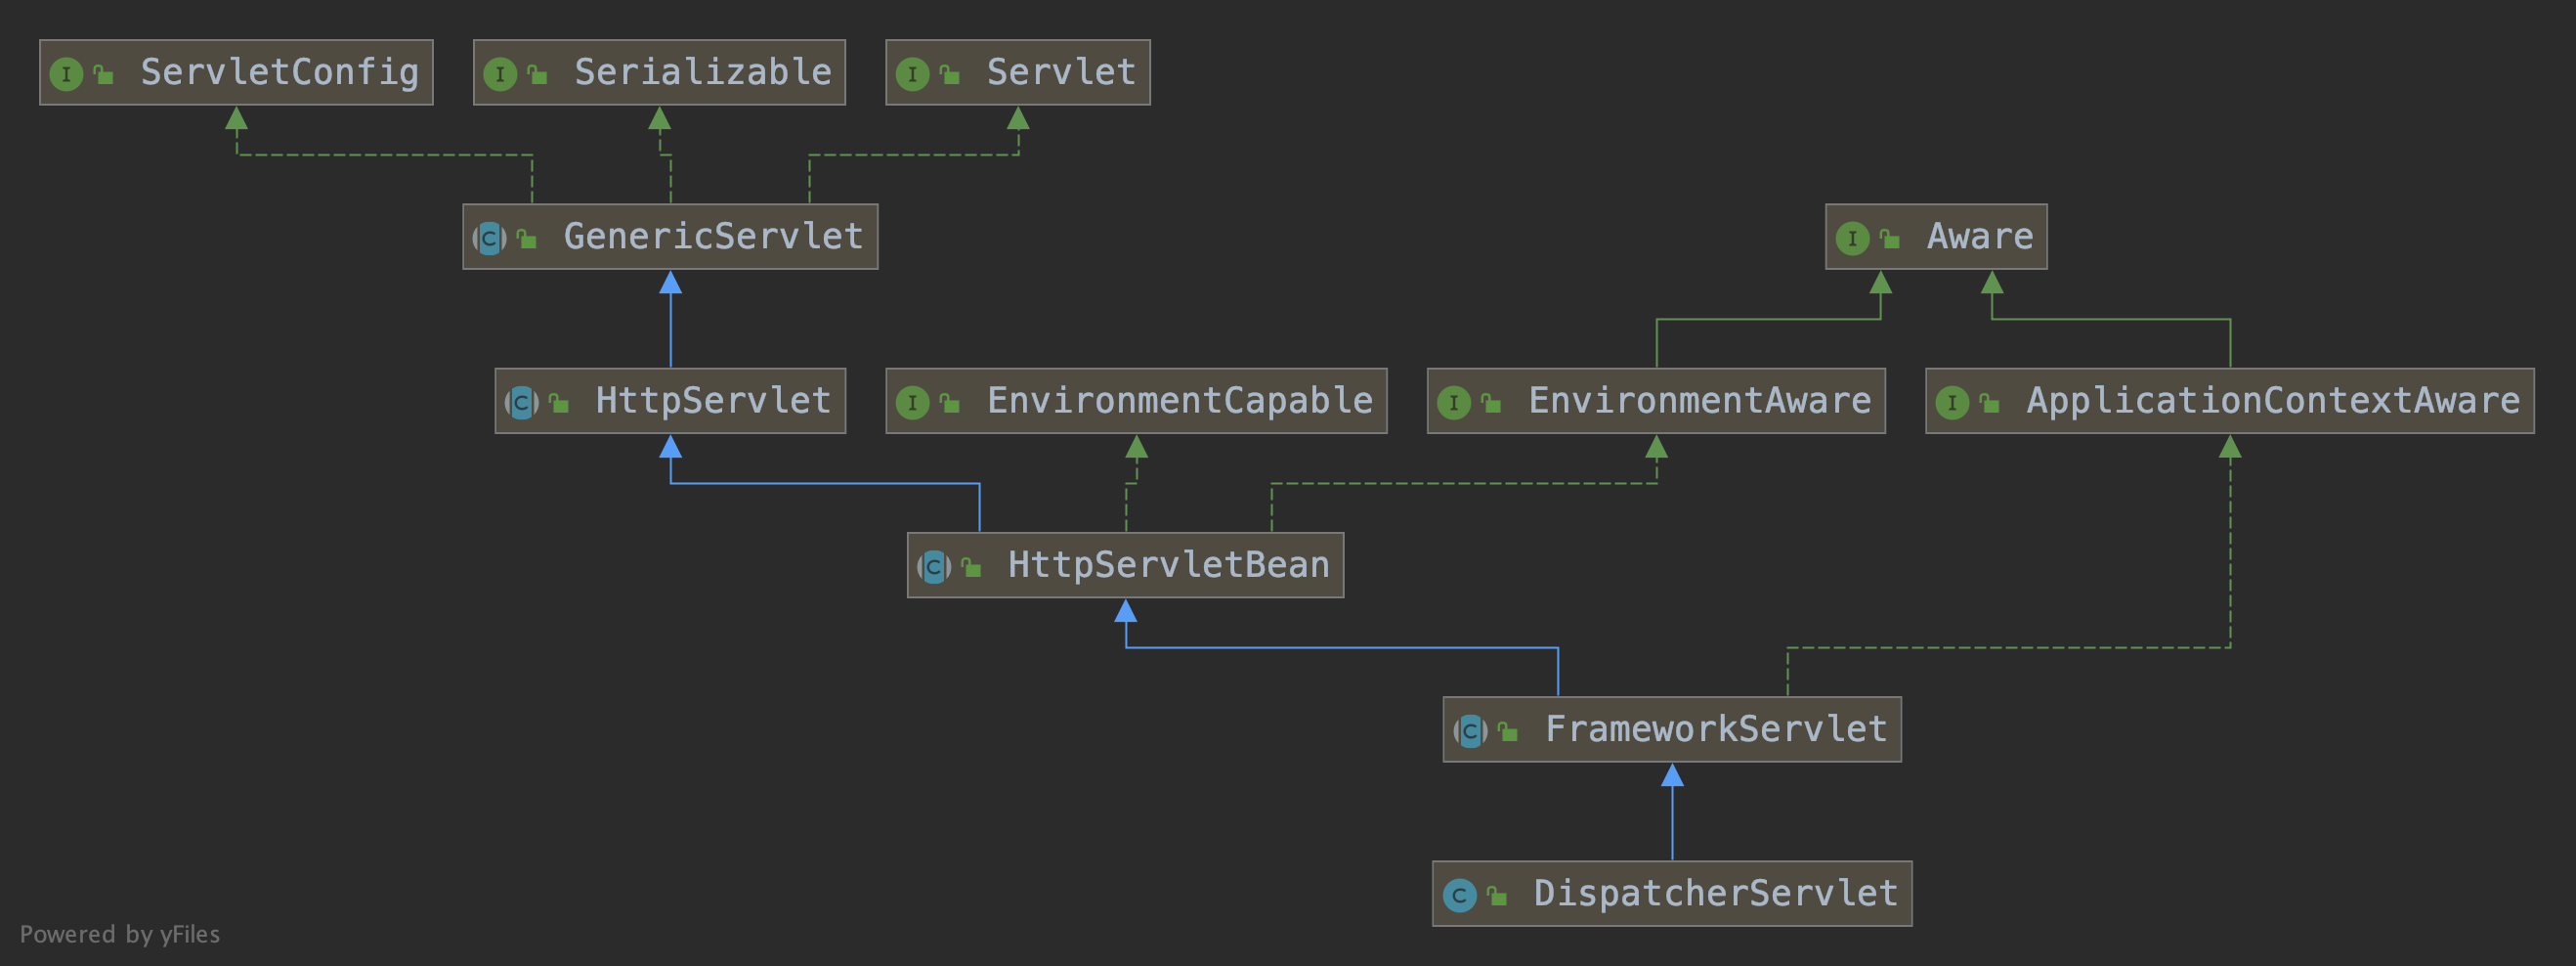 ServletConfig
Serializable
Servlet
GenericServlet
Aware
HttpServlet
EnvironmentCapable
EnvironmentAware
ApplicationContextAware
HttpServletBean
FrameworkServlet
DispatcherServlet
Powered by yFiles